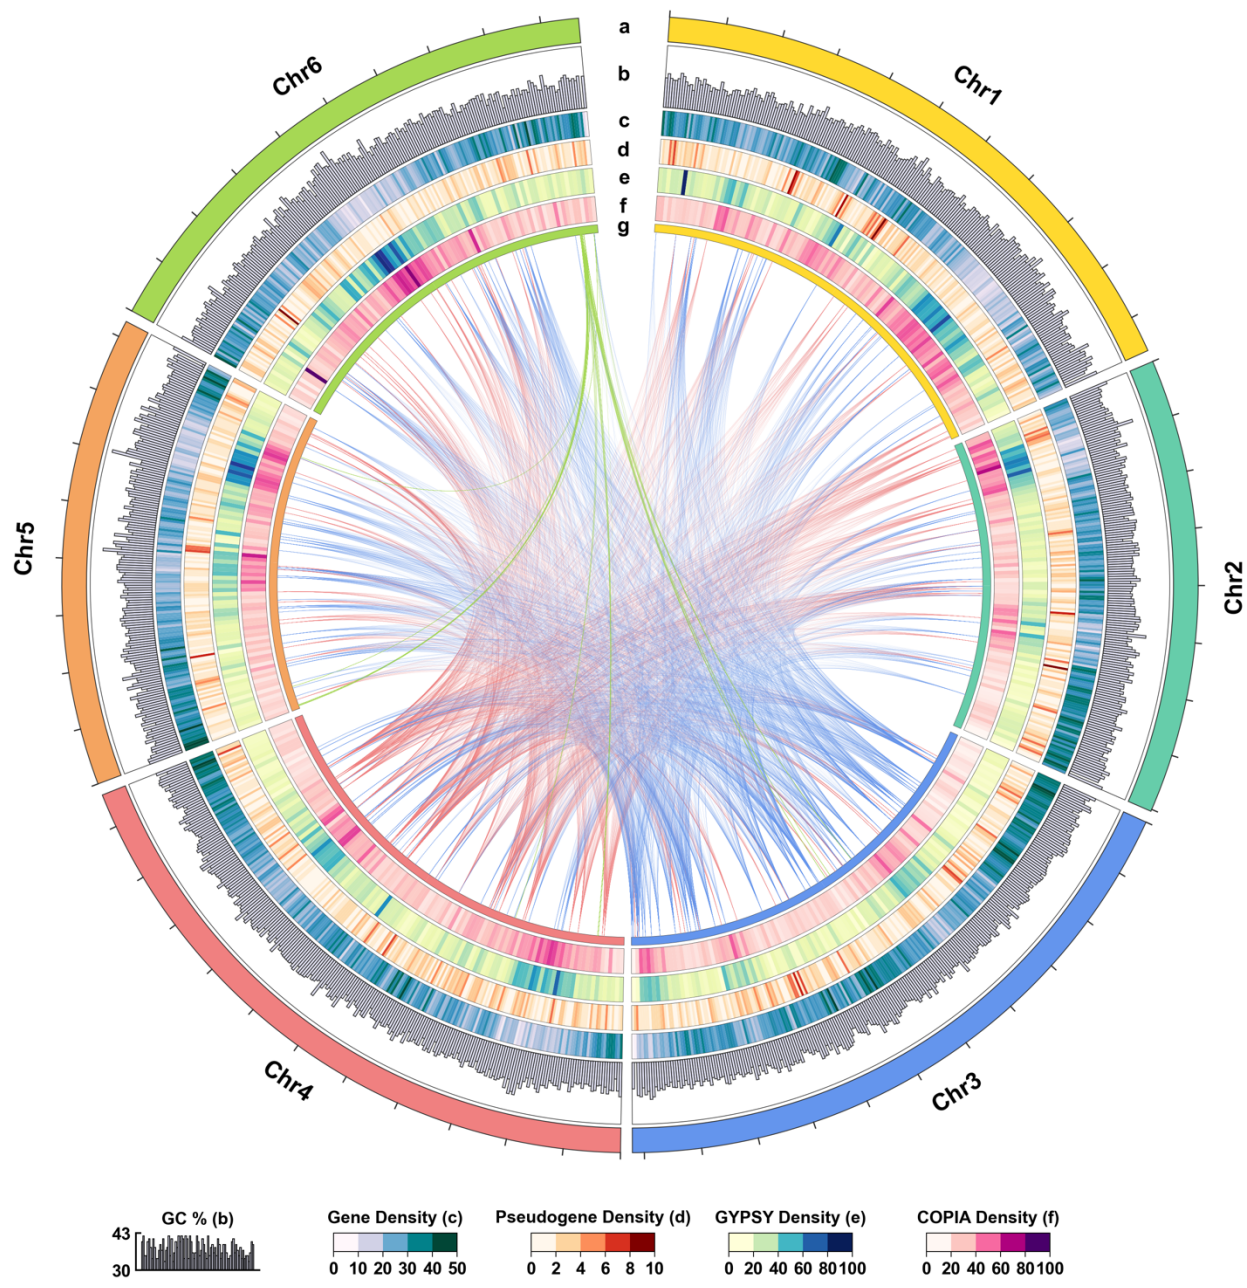 a
b
c
d
e
f
g
Chr1
Chr2
Chr3
Chr4
Chr5
Chr6
GC % (b)
43
30
Gene Density (c)
0 10 20 30 40 50
Pseudogene Density (d)
0 2 4 6 8 10
GYPSY Density (e)
0 20 40 60 80 100
COPIA Density (f)
0 20 40 60 80 100